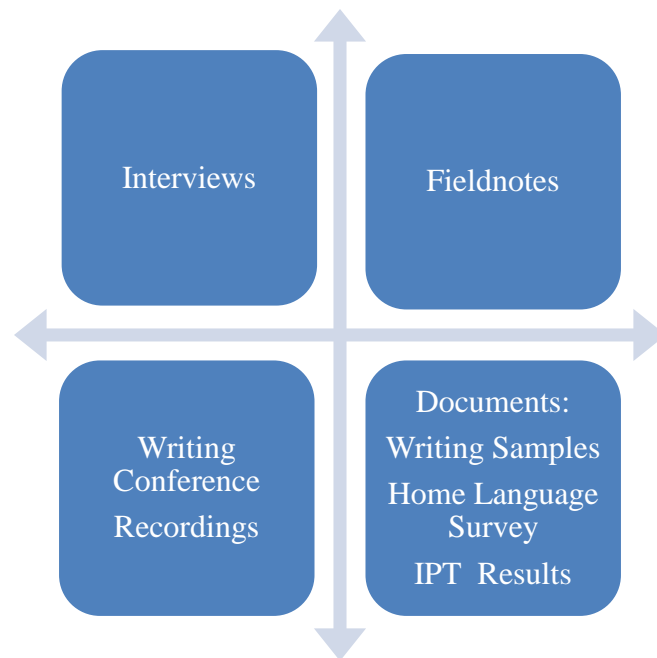 Interviews
Fieldnotes
Writing
Conference
Recordings
Documents:
Writing Samples
Home Language
Survey
IPT Results